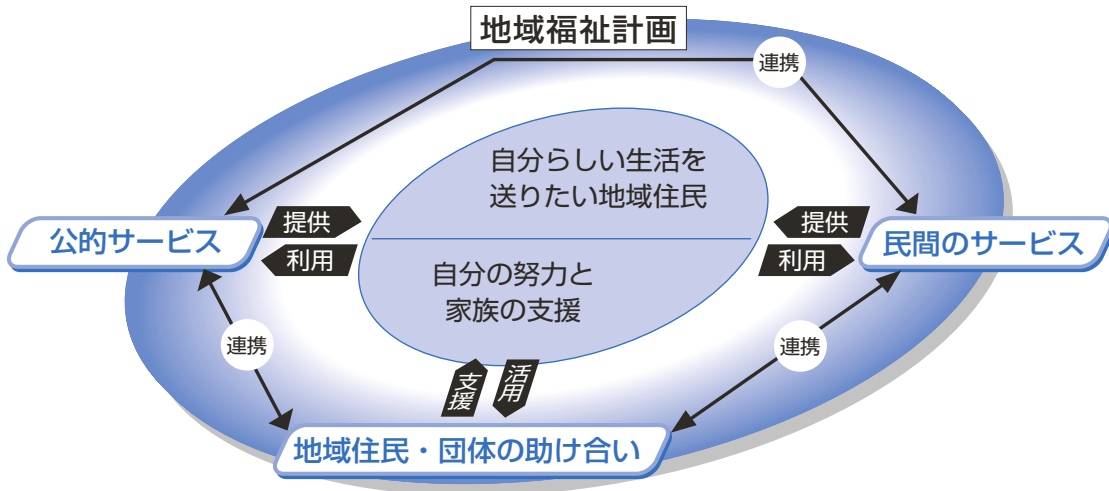 地域福祉計画
連携
自分らしい生活を
送りたい地域住民
公的サービス
提供
利用
提供
利用
民間のサービス
自分の努力と
家族の支援
連携
連携
支援
活用
地域住民・団体の助け合い